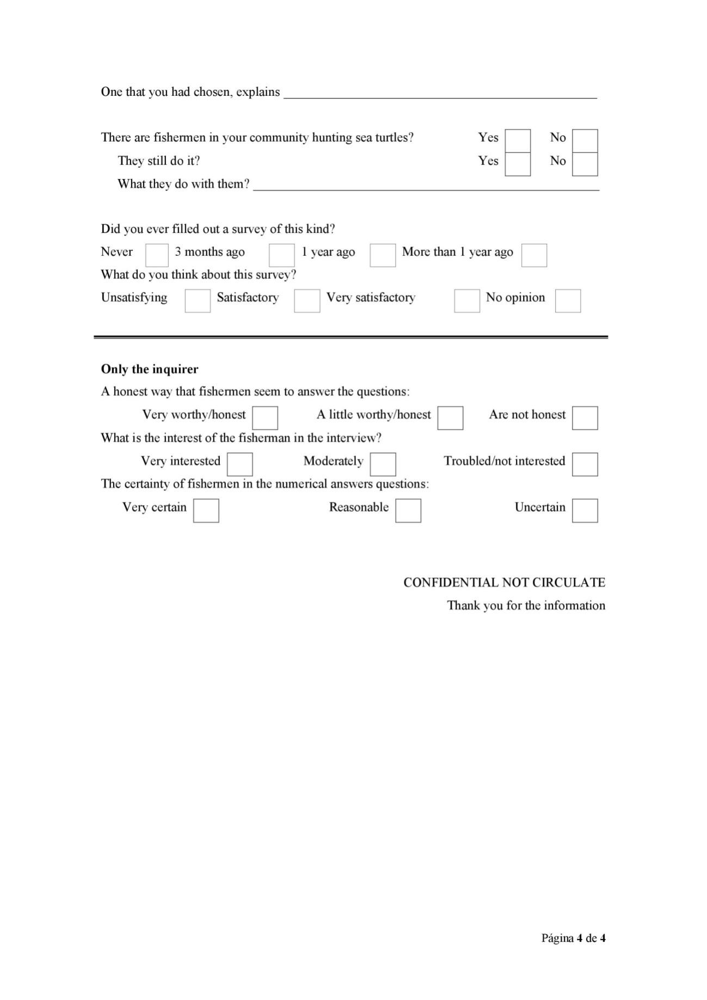 One that you had chosen, explains
There are fishermen in your community hunting sea turtles? Yes No
They still do it? Yes No
What they do with them?
Did you ever filled out a survey of this kind?
Never 3 months ago 1 year ago More than 1 year ago
What do you think about this survey?
Unsatisfying Satisfactory Very satisfactory No opinion
Only the inquirer
A honest way that fishermen seem to answer the questions:
Very worthy/honest A little worthy/honest Are not honest
What is the interest of the fisherman in the interview?
Very interested Moderately Troubled/not interested
The certainty of fishermen in the numerical answers questions:
Very certain Reasonable Uncertain
CONFIDENTIAL NOT CIRCULATE
Thank you for the information
Página 4 de 4